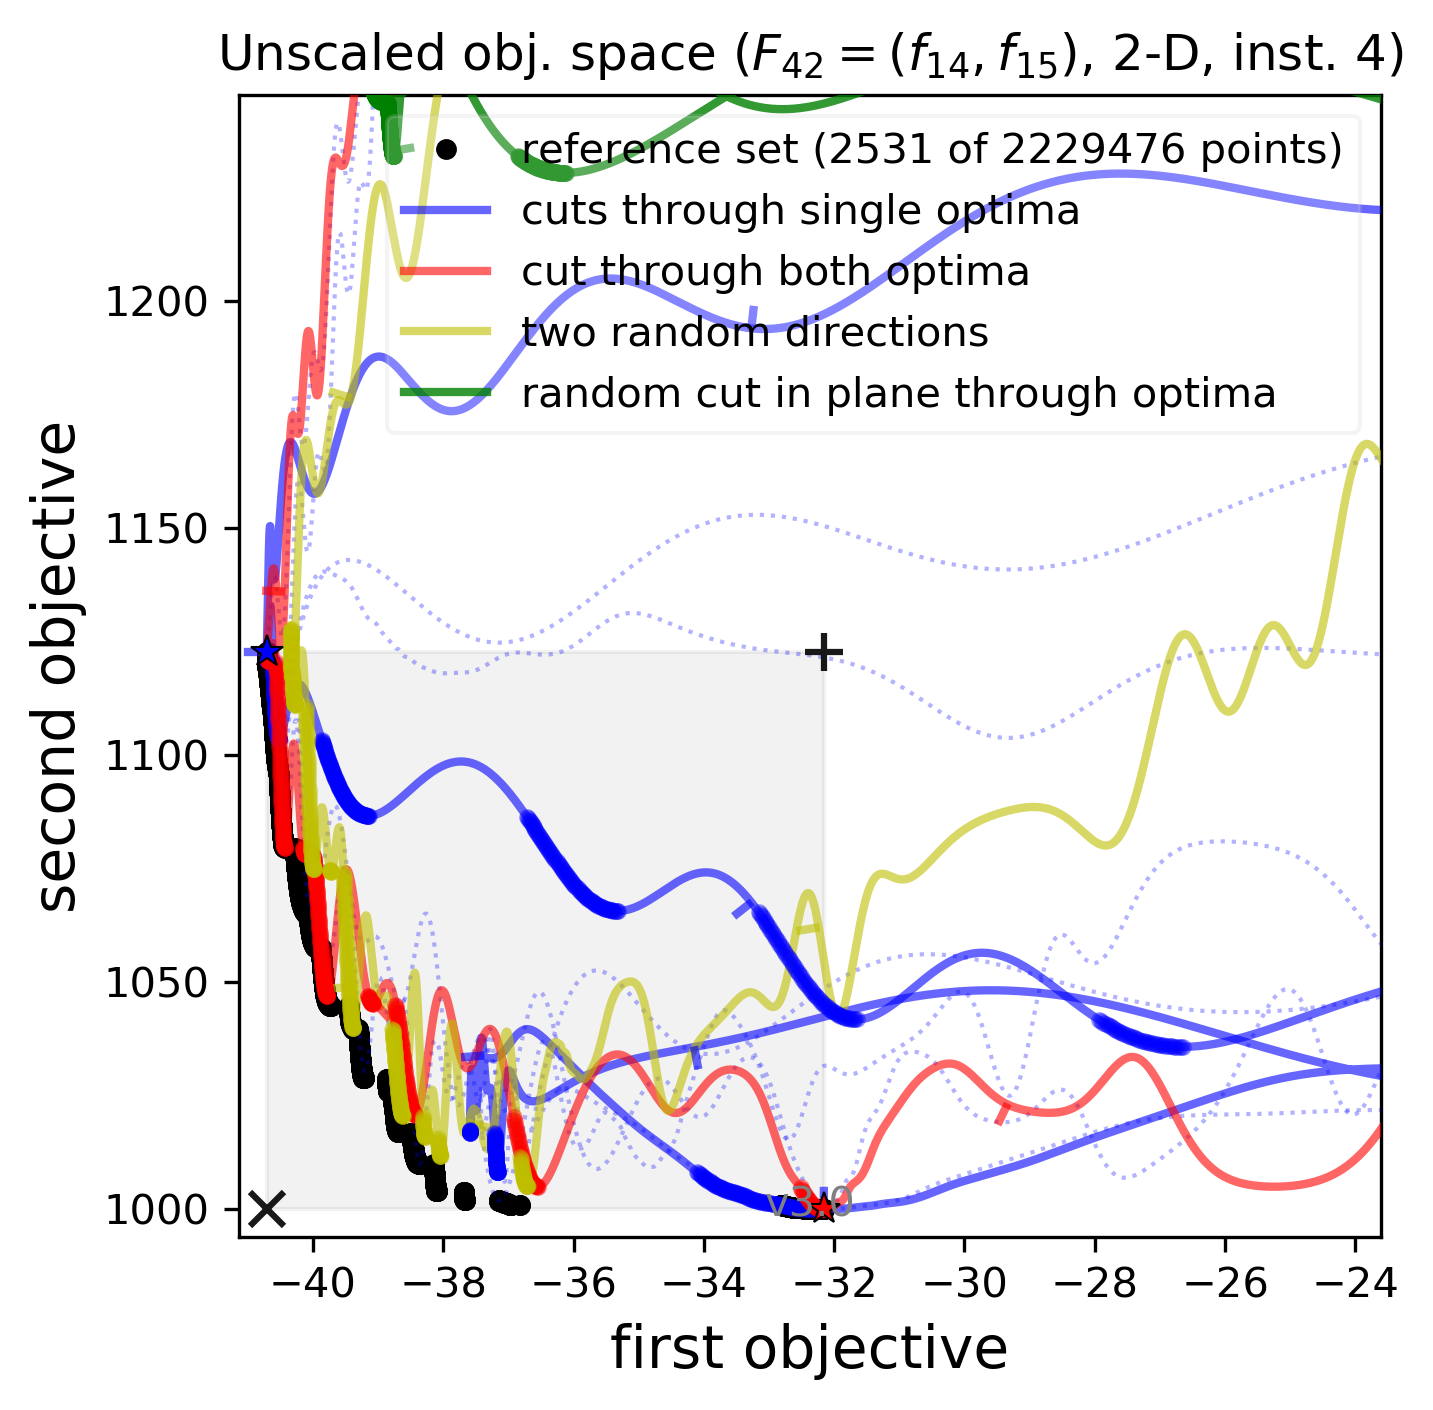 Unscaled obj. space (F₄₂ = (f₁₄, f₁₅), 2-D, inst. 4)
reference set (2531 of 2229476 points)
cuts through single optima
cut through both optima
two random directions
random cut in plane through optima
second objective
1200
1150
1100
1050
1000
v3.0
−40 −38 −36 −34 −32 −30 −28 −26 −24
first objective